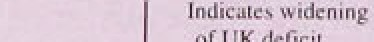 Indicates widening
of UK deficit